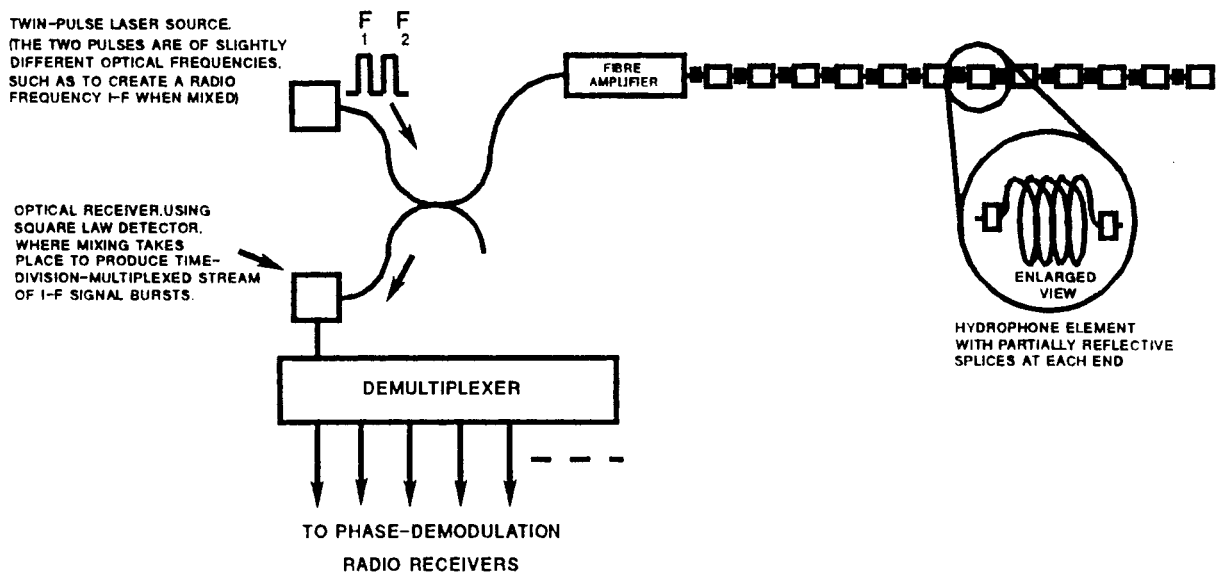 TWIN-PULSE LASER SOURCE.
(THE TWO PULSES ARE OF SLIGHTLY
DIFFERENT OPTICAL FREQUENCIES,
SUCH AS TO CREATE A RADIO
FREQUENCY I-F WHEN MIXED)
F F
1 2
FIBRE
AMPLIFIER
OPTICAL RECEIVER.USING
SQUARE LAW DETECTOR,
WHERE MIXING TAKES
PLACE TO PRODUCE TIME-
DIVISION-MULTIPLEXED STREAM
OF I-F SIGNAL BURSTS.
ENLARGED
VIEW
HYDROPHONE ELEMENT
WITH PARTIALLY REFLECTIVE
SPLICES AT EACH END
DEMULTIPLEXER
TO PHASE-DEMODULATION
RADIO RECEIVERS